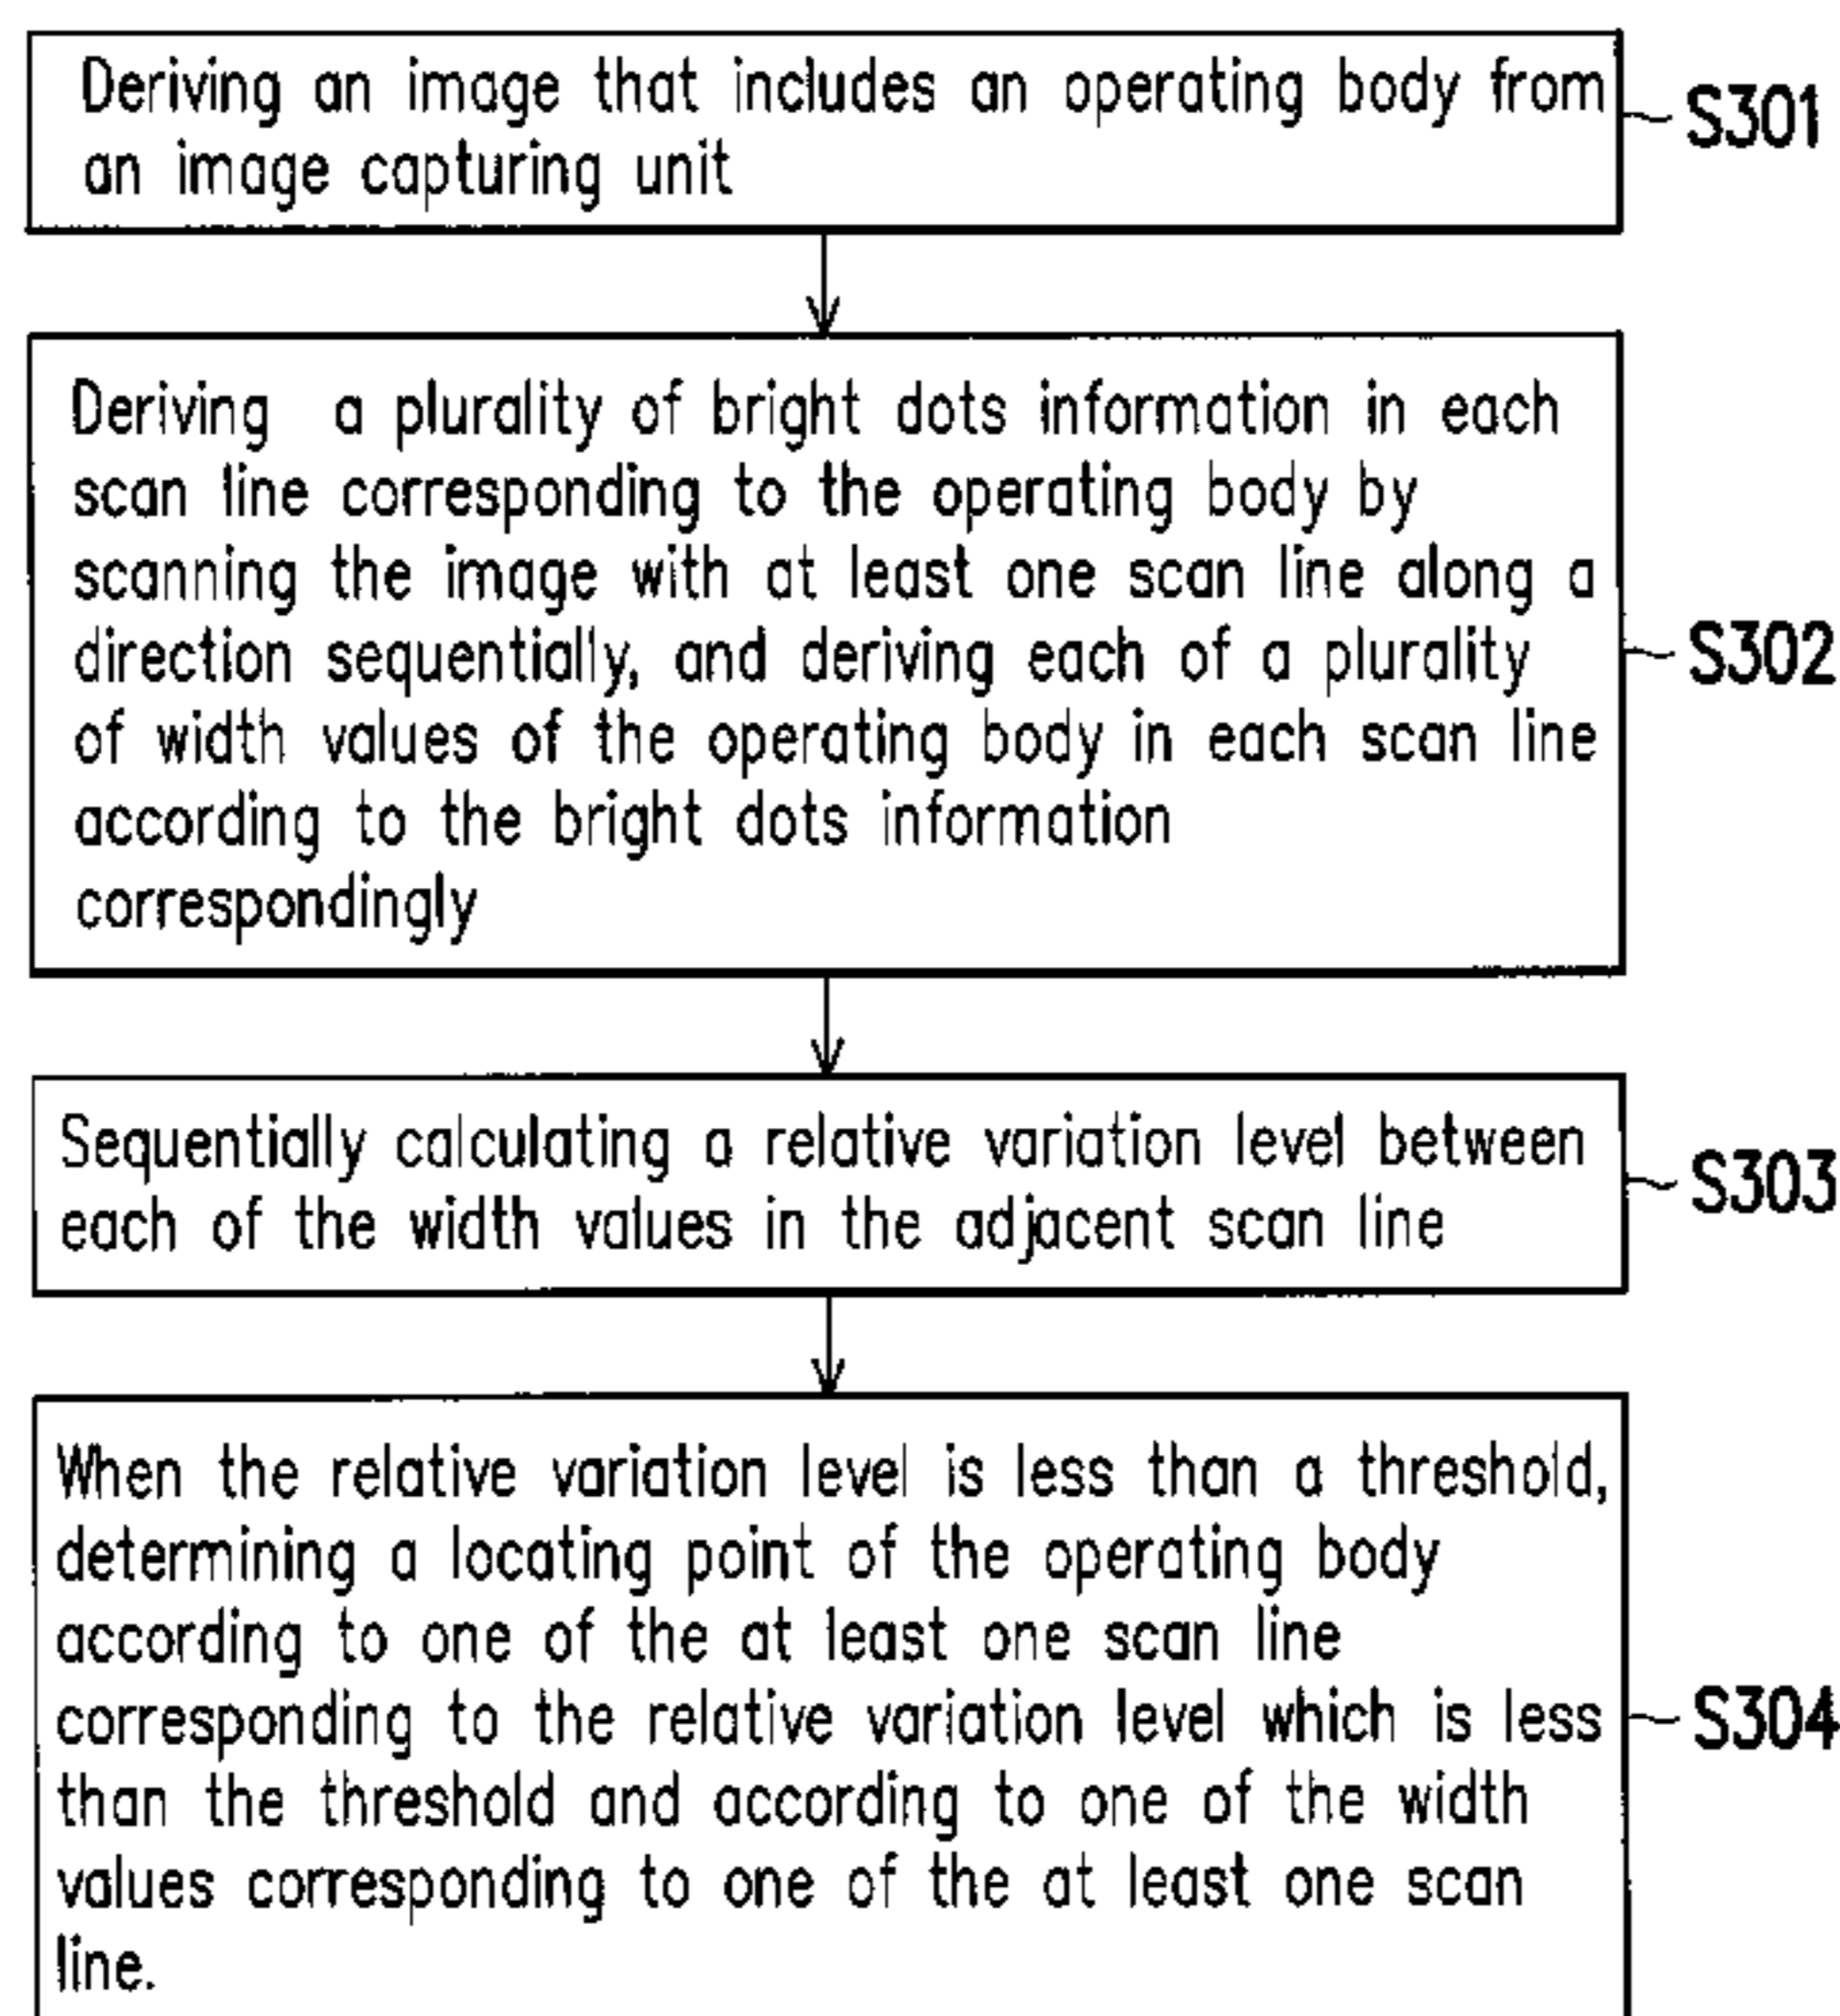 Deriving an image that includes an operating body from
an image capturing unit
S301
Deriving a plurality of bright dots information in each
scan line corresponding to the operating body by
scanning the image with at least one scan line along a
direction sequentially, and deriving each of a plurality
of width values of the operating body in each scan line
according to the bright dots information
correspondingly
S302
Sequentially calculating a relative variation level between
each of the width values in the adjacent scan line
S303
When the relative variation level is less than a threshold,
determining a locating point of the operating body
according to one of the at least one scan line
corresponding to the relative variation level which is less
than the threshold and according to one of the width
values corresponding to one of the at least one scan
line.
S304